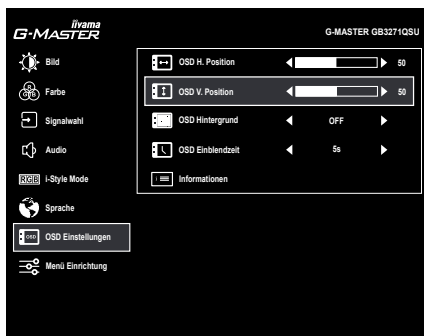 iiyama
G-MASTER
G-MASTER GB3271QSU
Bild
Farbe
Signalwahl
Audio
RGB i-Style Mode
Sprache
OSD OSD Einstellungen
Menü Einrichtung
OSD H. Position 50
OSD V. Position 50
OSD Hintergrund OFF
OSD Einblendzeit 5s
Informationen